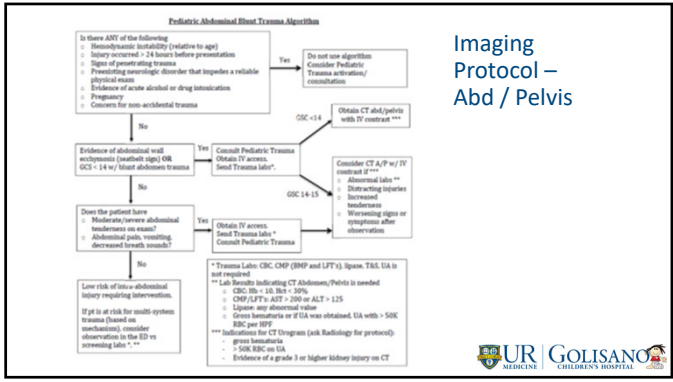 Pediatric Abdominal Blunt Trauma Algorithm
Imaging
Protocol –
Abd / Pelvis
Is there ANY of the following
o Hemodynamic instability (relative to age)
o Injury occurred > 24 hours before presentation
o Signs of penetrating trauma
o Preexisting neurologic disorder that impedes a reliable
physical exam
o Evidence of acute alcohol or drug intoxication
o Pregnancy
o Concern for non-accidental trauma
Yes
Do not use algorithm
Consider Pediatric
Trauma activation/
consultation
No
GSC <14
Obtain CT abd/pelvis
with IV contrast ***
Evidence of abdominal wall
ecchymosis (seatbelt sign) OR
GCS < 14 w/ blunt abdomen trauma
Yes
Consult Pediatric Trauma
Obtain IV access.
Send Trauma labs*.
GSC 14-15
Consider CT A/P w/ IV
contrast if ***
o Abnormal labs **
o Distracting injuries
o Increased
tenderness
o Worsening signs or
symptoms after
observation
No
Does the patient have
o Moderate/severe abdominal
tenderness on exam?
o Abdominal pain, vomiting,
decreased breath sounds?
Yes
Obtain IV access.
Send Trauma labs *
Consult Pediatric Trauma
No
Low risk of intra-abdominal
injury requiring intervention.
If pt is at risk for multi-system
trauma (based on
mechanism), consider
observation in the ED vs
screening labs *, **
* Trauma Labs: CBC, CMP (BMP and LFT's), lipase, T&S, UA is
not required
** Lab Results indicating CT Abdomen/Pelvis is needed
o CBC: Hb < 10, Hct < 30%
o CMP/LFT's: AST > 200 or ALT > 125
o Lipase: any abnormal value
o Gross hematuria or if UA was obtained, UA with > 50K
RBC per HPF
*** Indications for CT Urogram (ask Radiology for protocol):
- gross hematuria
- > 50K RBC on UA
- Evidence of a grade 3 or higher kidney injury on CT
UR
MEDICINE
GOLISANO
CHILDREN'S HOSPITAL